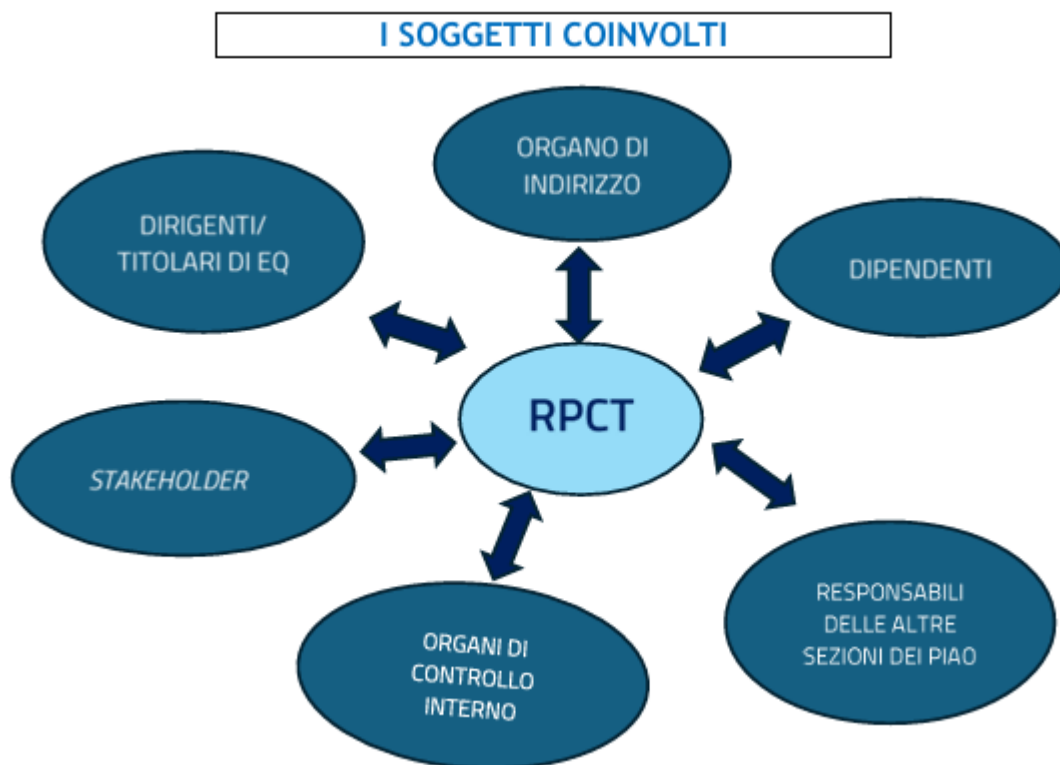 I SOGGETTI COINVOLTI
ORGANO DI
INDIRIZZO
DIRIGENTI/
TITOLARI DI EQ
DIPENDENTI
RPCT
STAKEHOLDER
RESPONSABILI
DELLE ALTRE
SEZIONI DEI PIAO
ORGANI DI
CONTROLLO
INTERNO